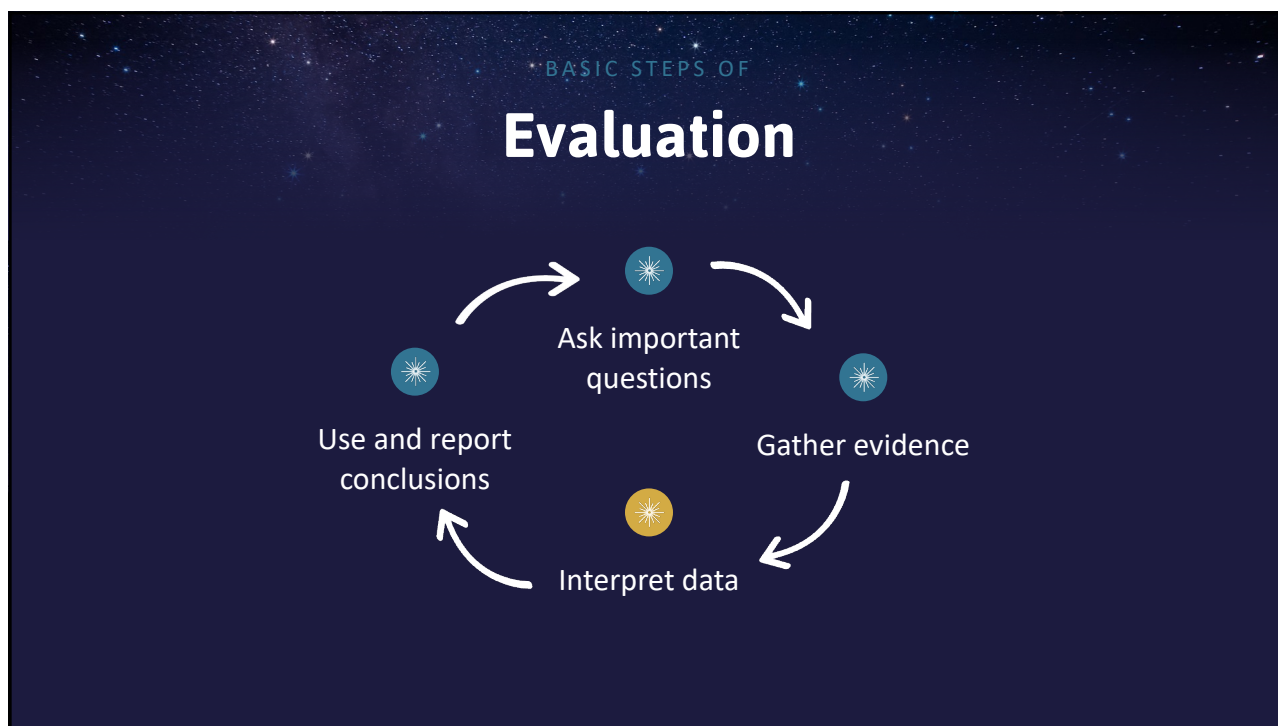 BASIC STEPS OF
Evaluation
Ask important
questions
Gather evidence
Interpret data
Use and report
conclusions